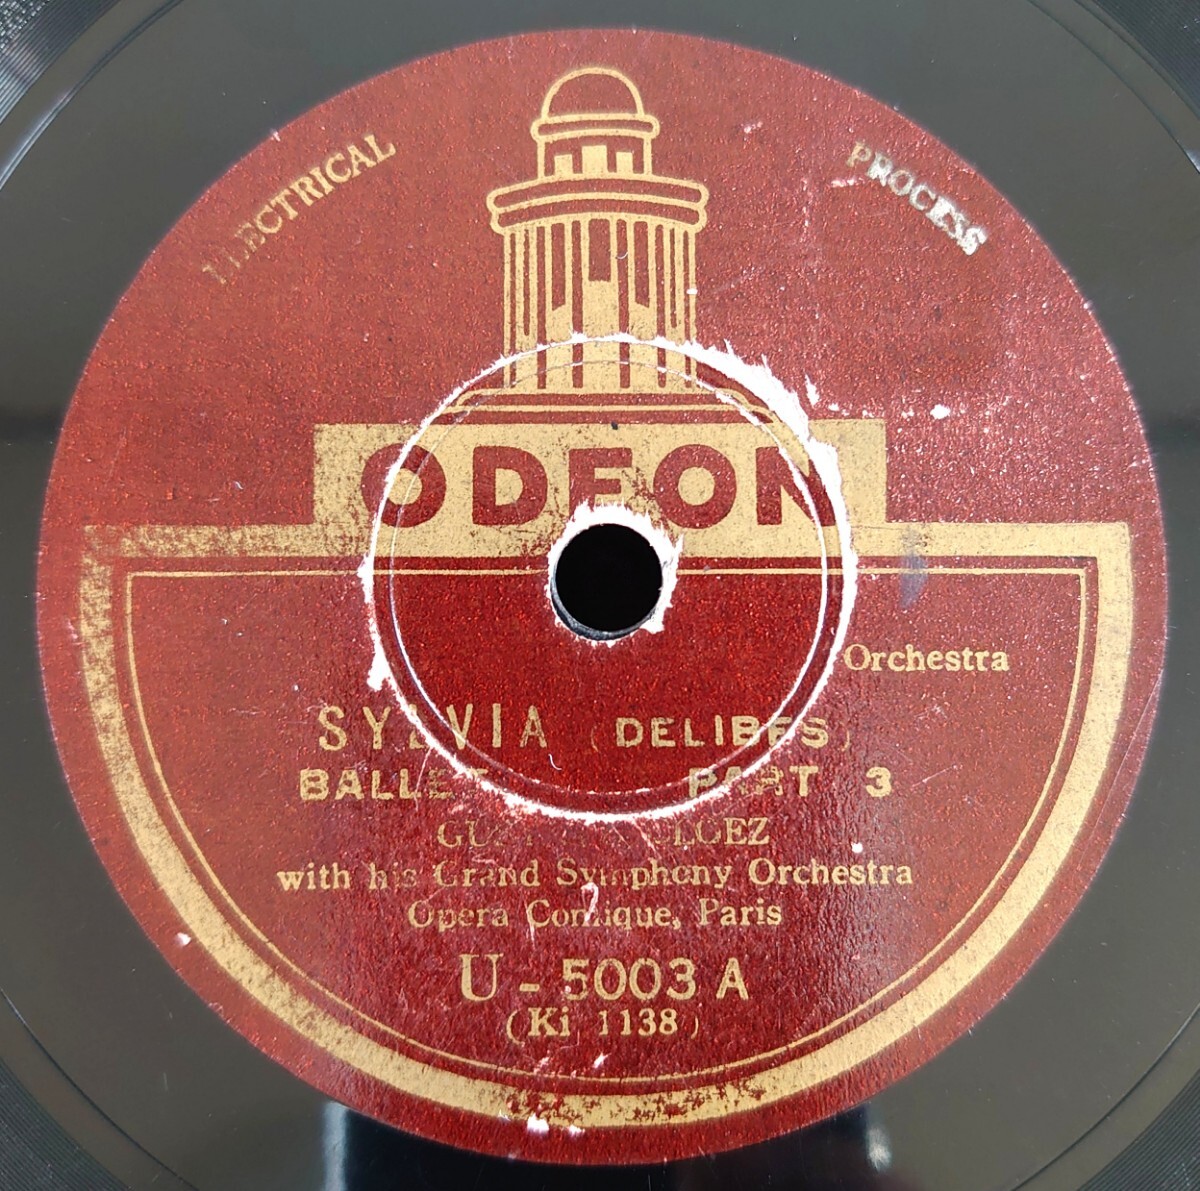 ELECTRICAL PROCESS
ODEON
Orchestra
SYLVIA (DELIBES)
BALLET PART 3
with his Grand Symphony Orchestra
Opera Comique, Paris
U - 5003 A
(Ki 1138)